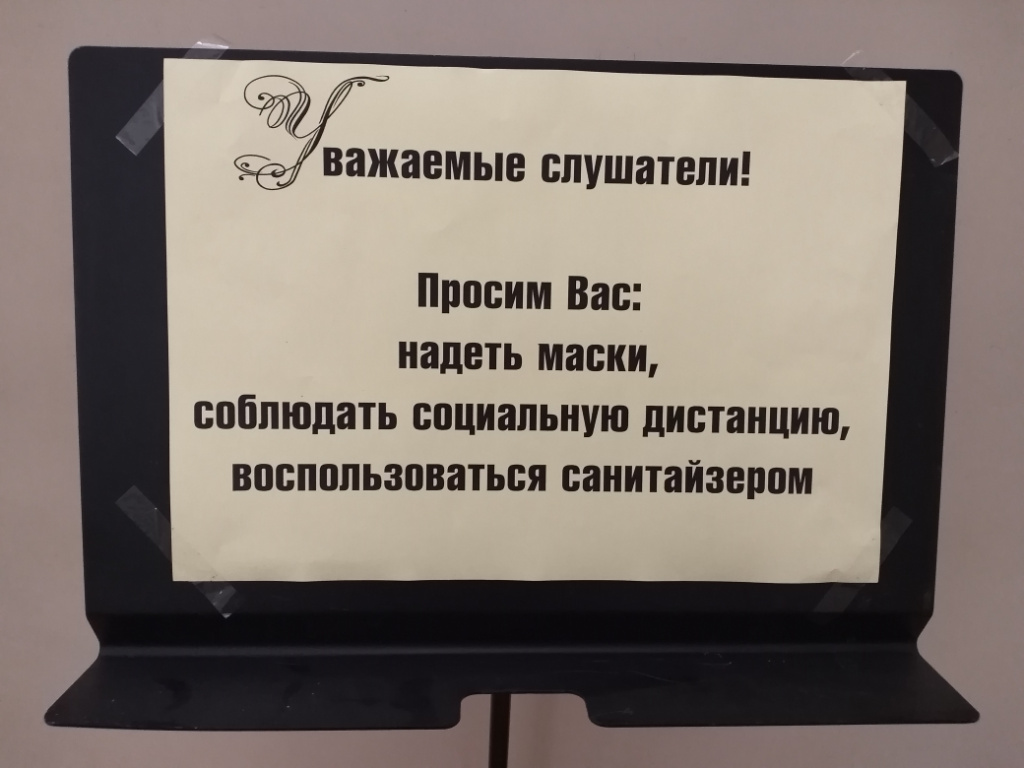 Уважаемые слушатели!
Просим Вас:
надеть маски,
соблюдать социальную дистанцию,
воспользоваться санитайзером